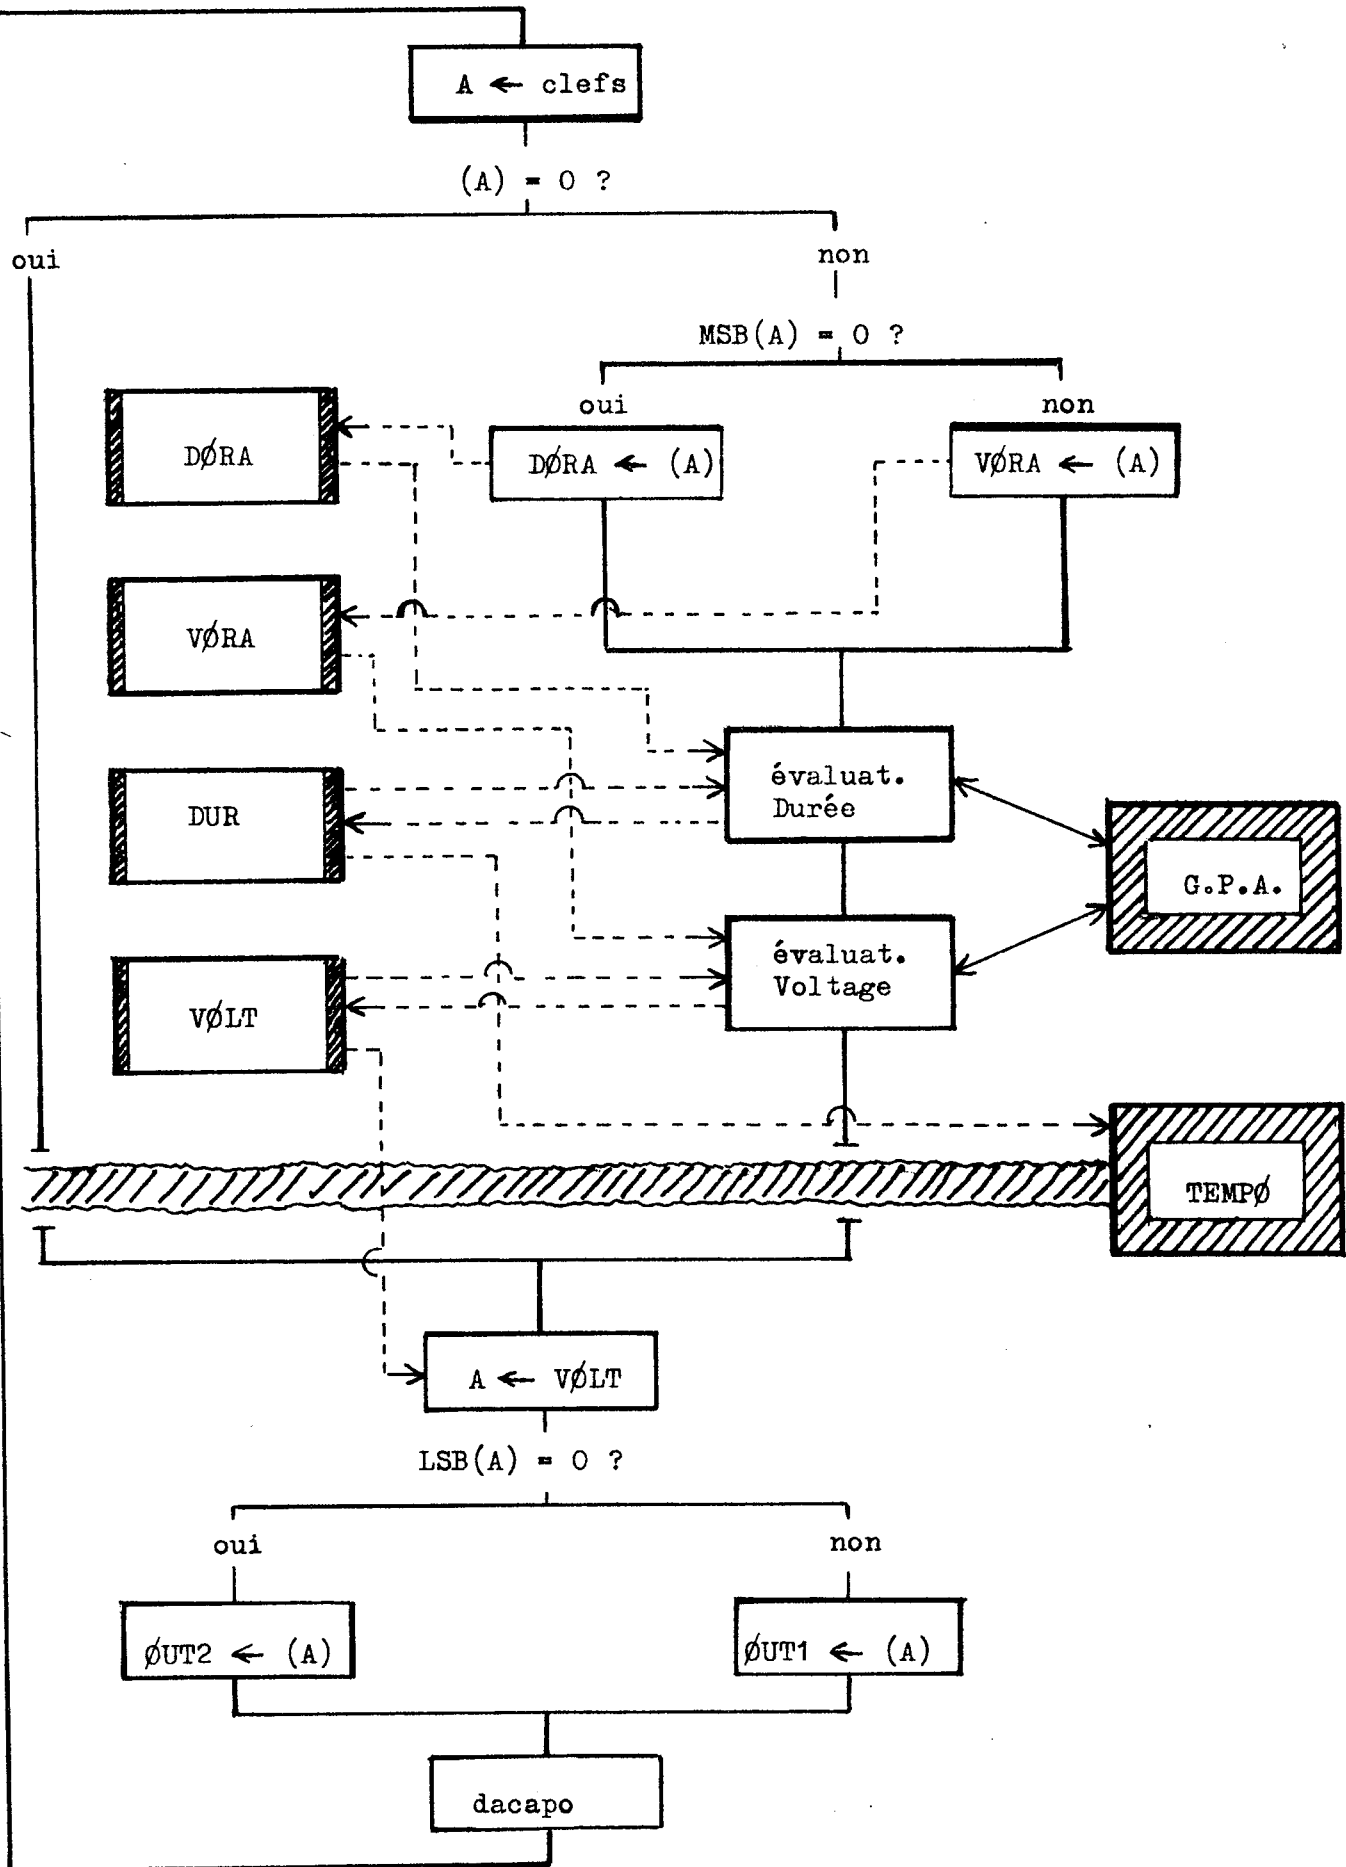 A ← clefs
(A) = 0 ?
oui
non
MSB(A) = 0 ?
oui
non
DØRA
DØRA ← (A)
VØRA ← (A)
VØRA
évaluat.
Durée
DUR
G.P.A.
évaluat.
Voltage
VØLT
TEMPØ
A ← VØLT
LSB(A) = 0 ?
oui
non
ØUT2 ← (A)
ØUT1 ← (A)
dacapo